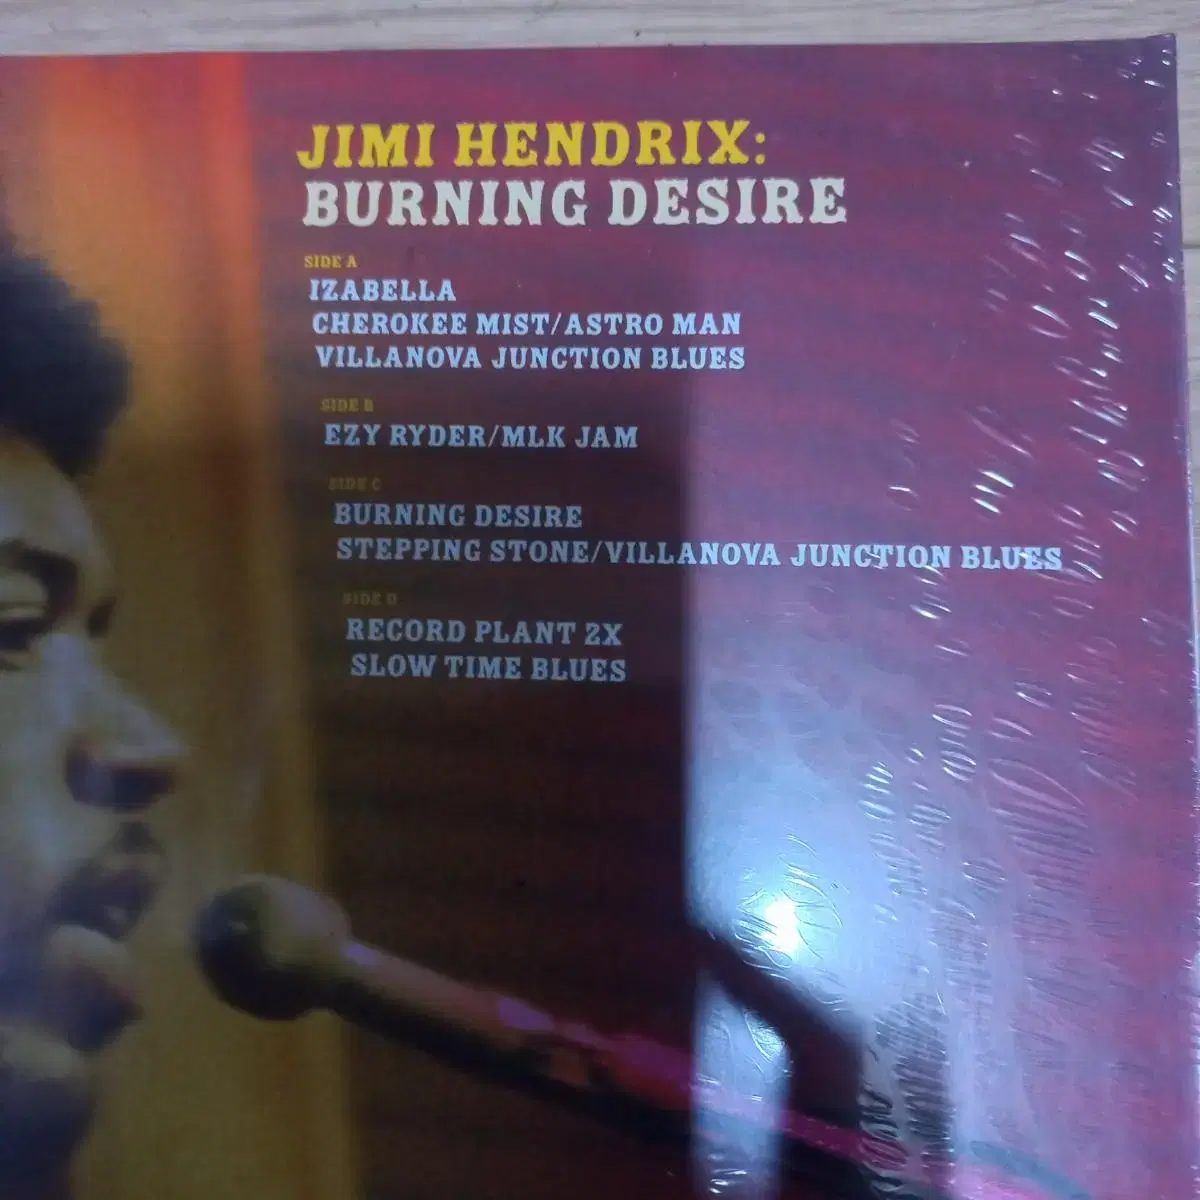 JIMI HENDRIX:
BURNING DESIRE
SIDE A
IZABELLA
CHEROKEE MIST/ASTRO MAN
VILLANOVA JUNCTION BLUES
SIDE B
EZY RYDER/MLK JAM
SIDE C
BURNING DESIRE
STEPPING STONE/VILLANOVA JUNCTION BLUES
SIDE D
RECORD PLANT 2X
SLOW TIME BLUES